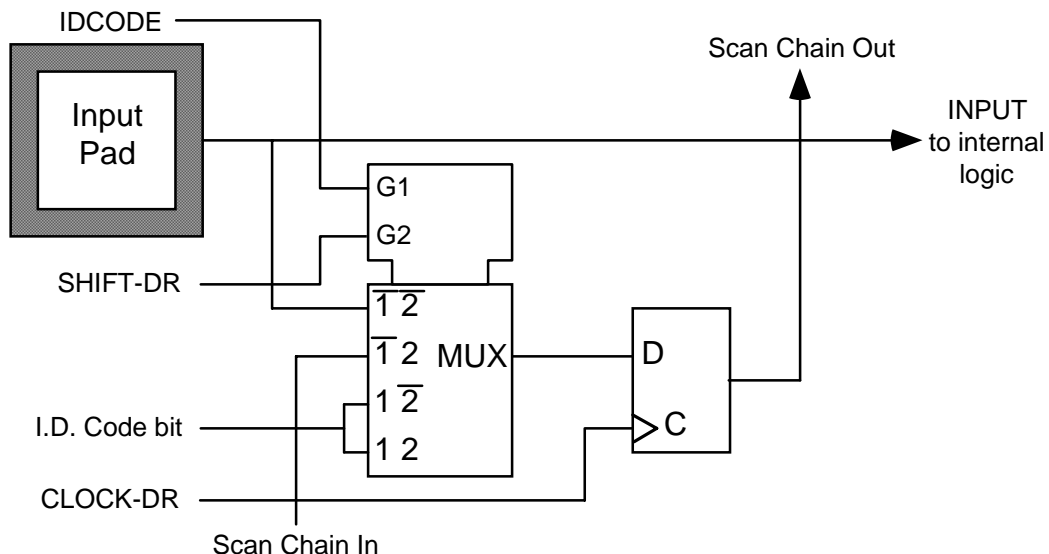 IDCODE
Scan Chain Out
Input
Pad
INPUT
to internal
logic
G1
G2
SHIFT-DR
1̅ 2̅
1̅ 2
MUX
D
1 2̅
I.D. Code bit
1 2
C
CLOCK-DR
Scan Chain In